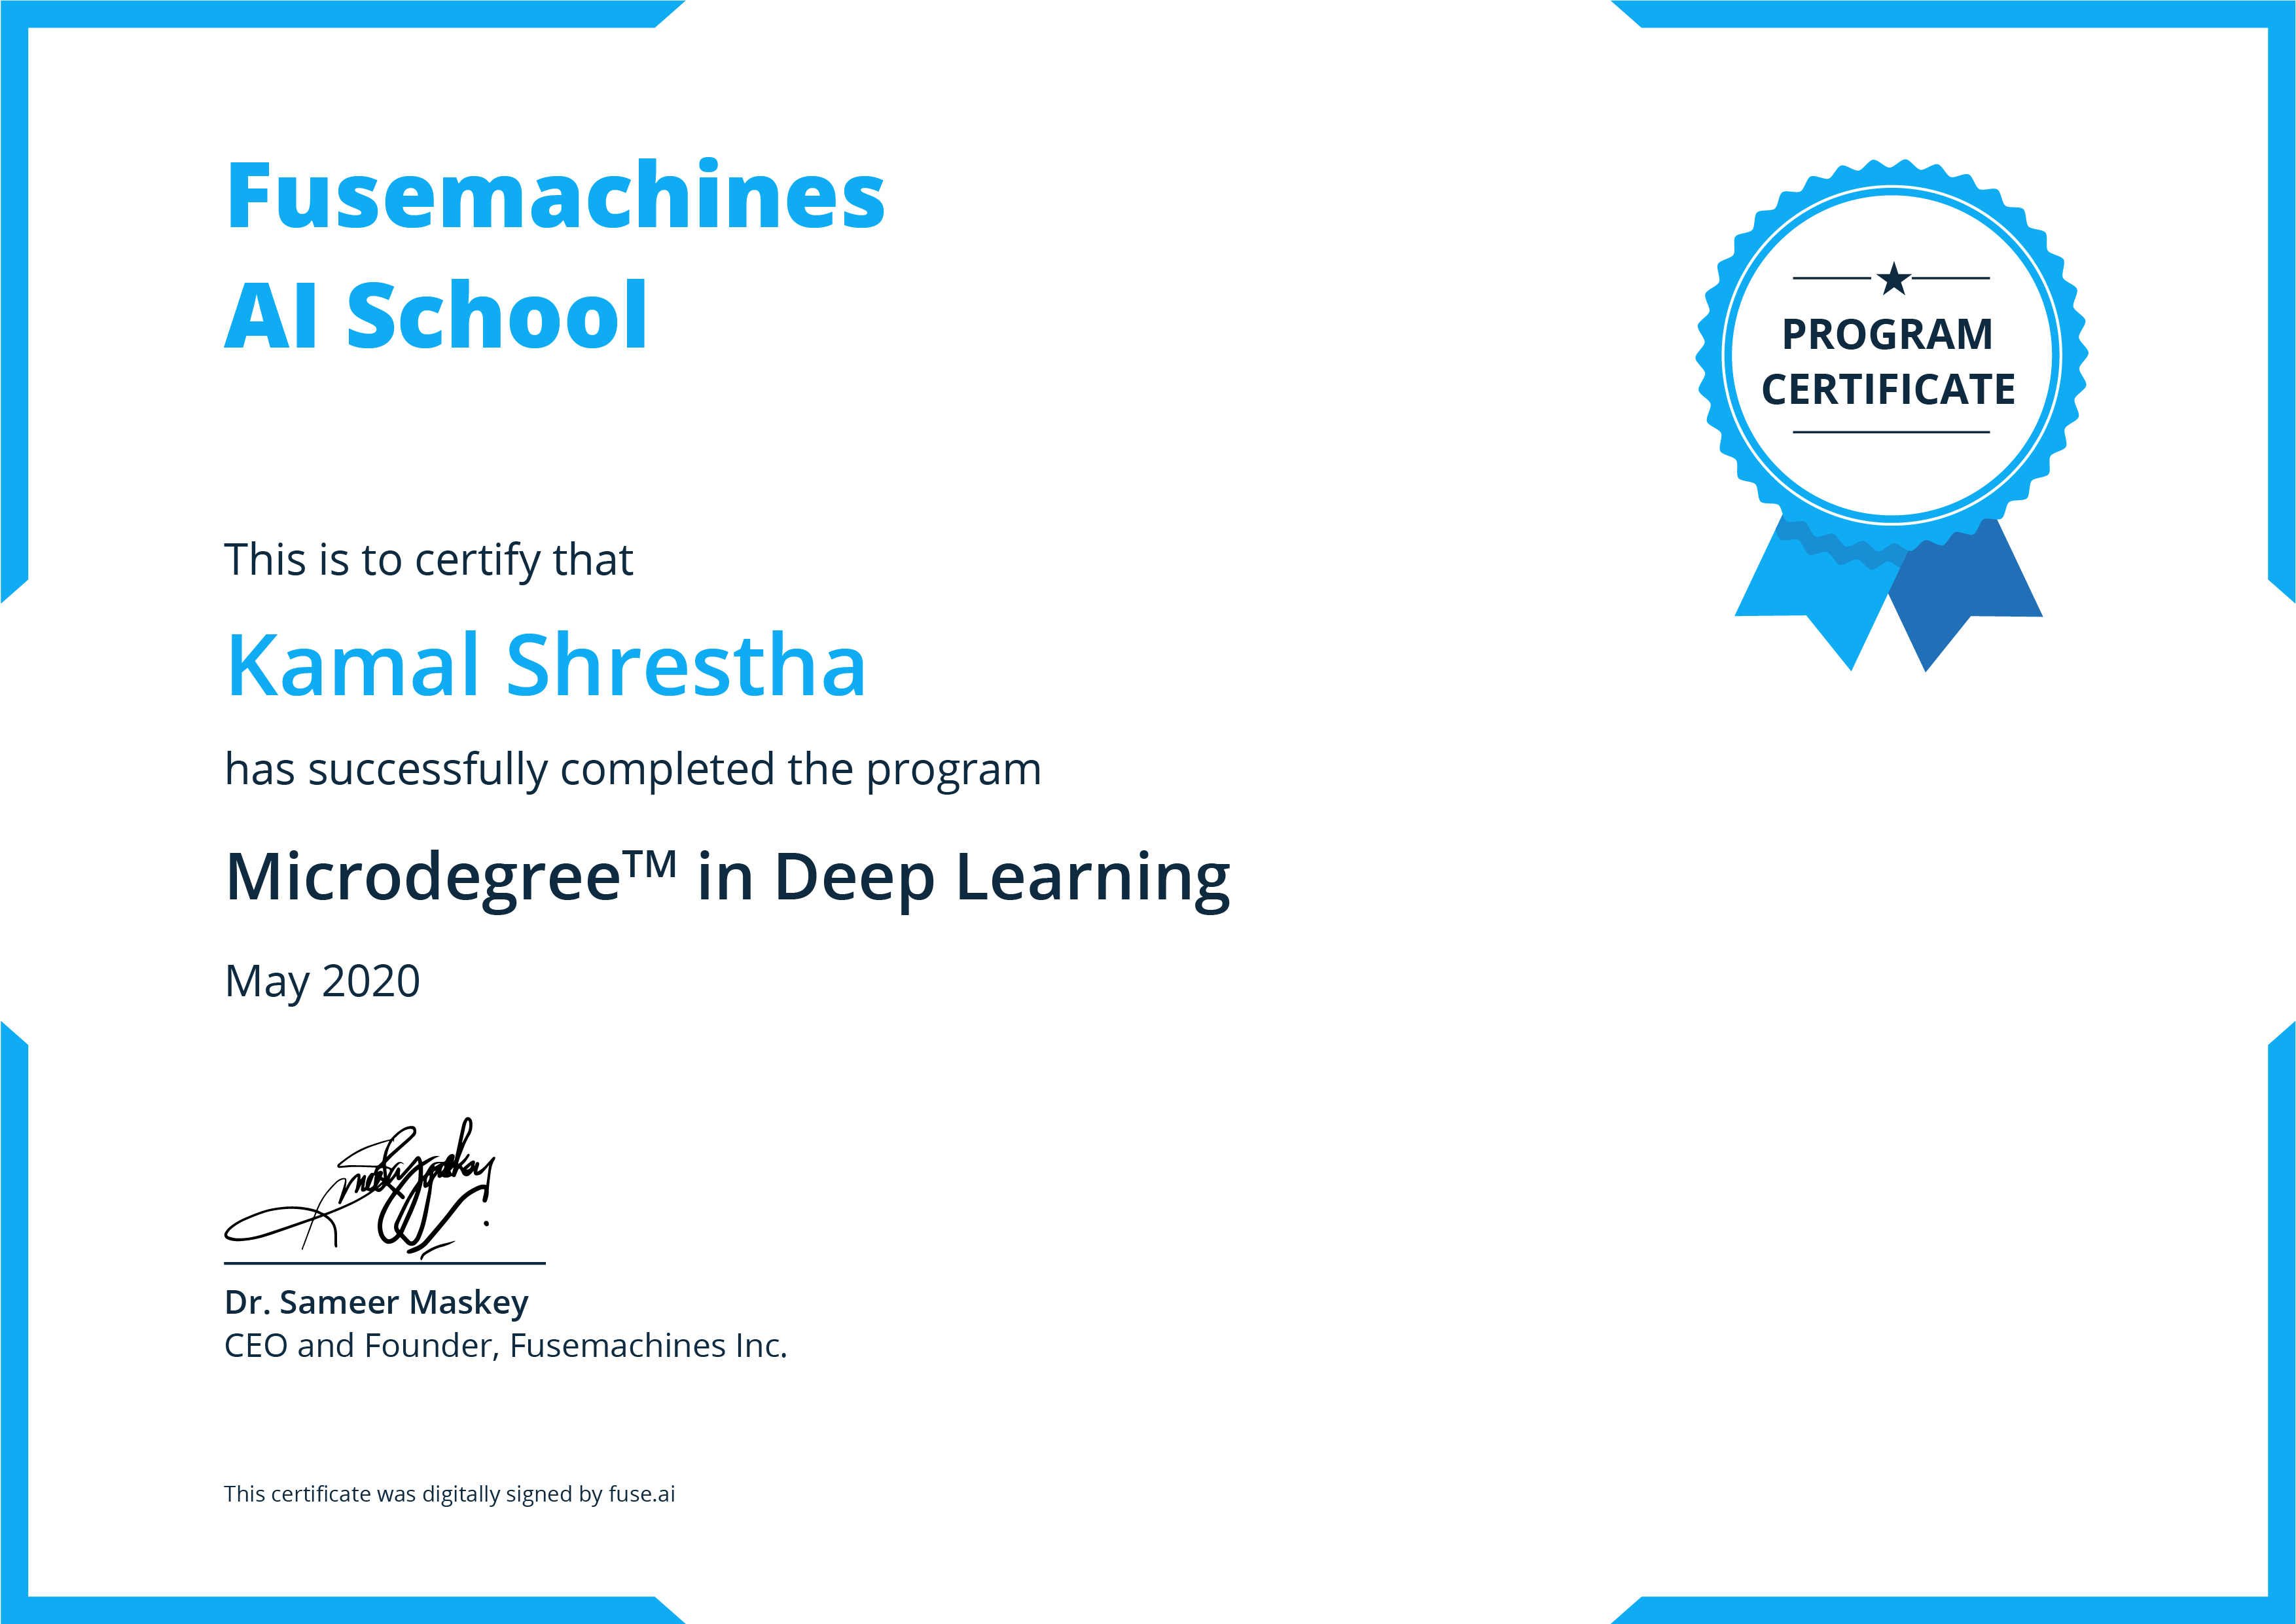 Fusemachines
AI School
PROGRAM
CERTIFICATE
This is to certify that
Kamal Shrestha
has successfully completed the program
Microdegree™ in Deep Learning
May 2020
Dr. Sameer Maskey
CEO and Founder, Fusemachines Inc.
This certificate was digitally signed by fuse.ai